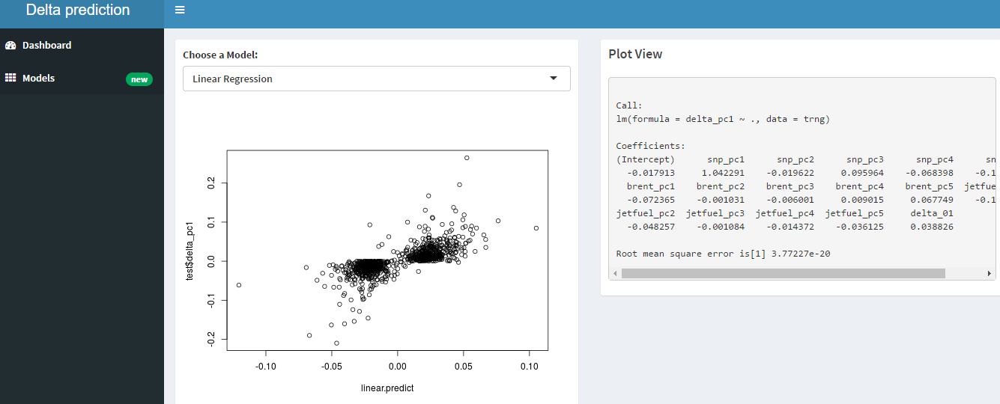 Delta prediction
Dashboard
Models new
Choose a Model:
Linear Regression
test$delta_pc1
0.2
0.1
0.0
-0.1
-0.2
-0.10 -0.05 0.00 0.05 0.10
linear.predict
Plot View
Call:
lm(formula = delta_pc1 ~ ., data = trng)
Coefficients:
(Intercept) snp_pc1 snp_pc2 snp_pc3 snp_pc4 sn
-0.017913 1.042291 -0.019622 0.095964 -0.068398 -0.1
brent_pc1 brent_pc2 brent_pc3 brent_pc4 brent_pc5 jetfue
-0.072365 -0.001031 -0.006001 0.009015 0.067749 -0.1
jetfuel_pc2 jetfuel_pc3 jetfuel_pc4 jetfuel_pc5 delta_01
-0.048257 -0.001084 -0.014372 -0.036125 0.038826
Root mean square error is[1] 3.77227e-20